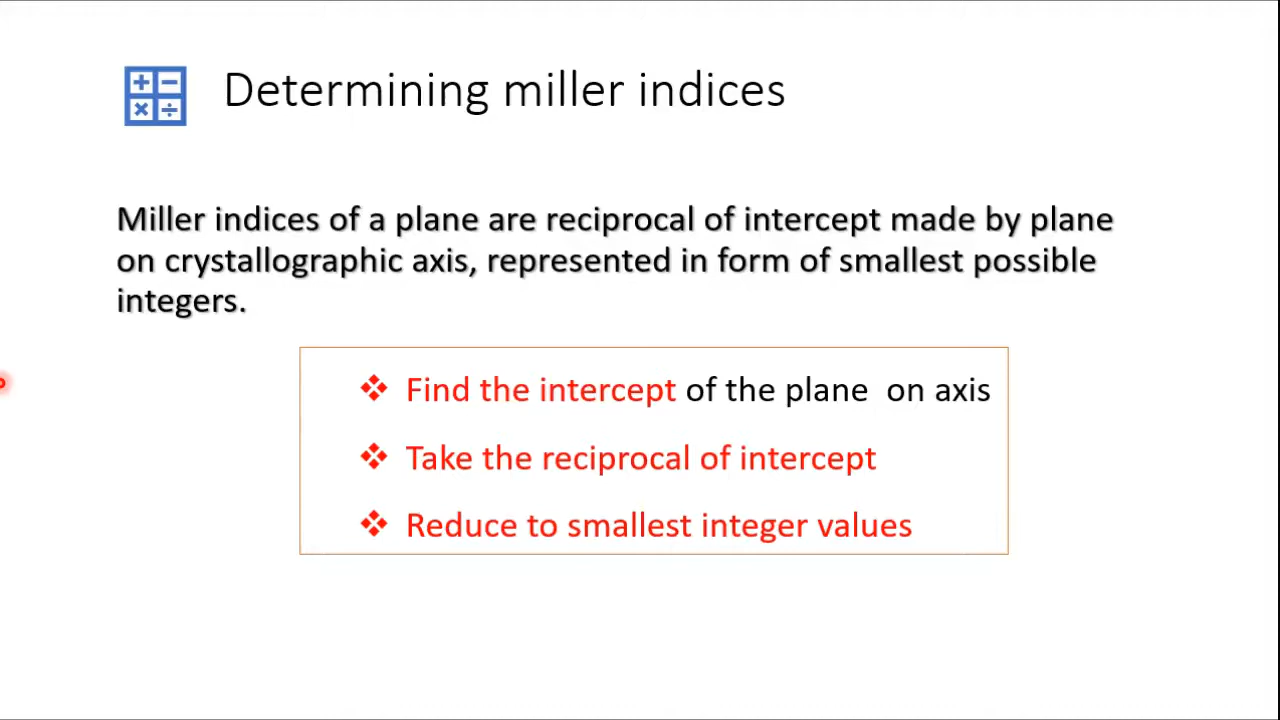 Determining miller indices
Miller indices of a plane are reciprocal of intercept made by plane
on crystallographic axis, represented in form of smallest possible
integers.
❖ Find the intercept of the plane on axis
❖ Take the reciprocal of intercept
❖ Reduce to smallest integer values